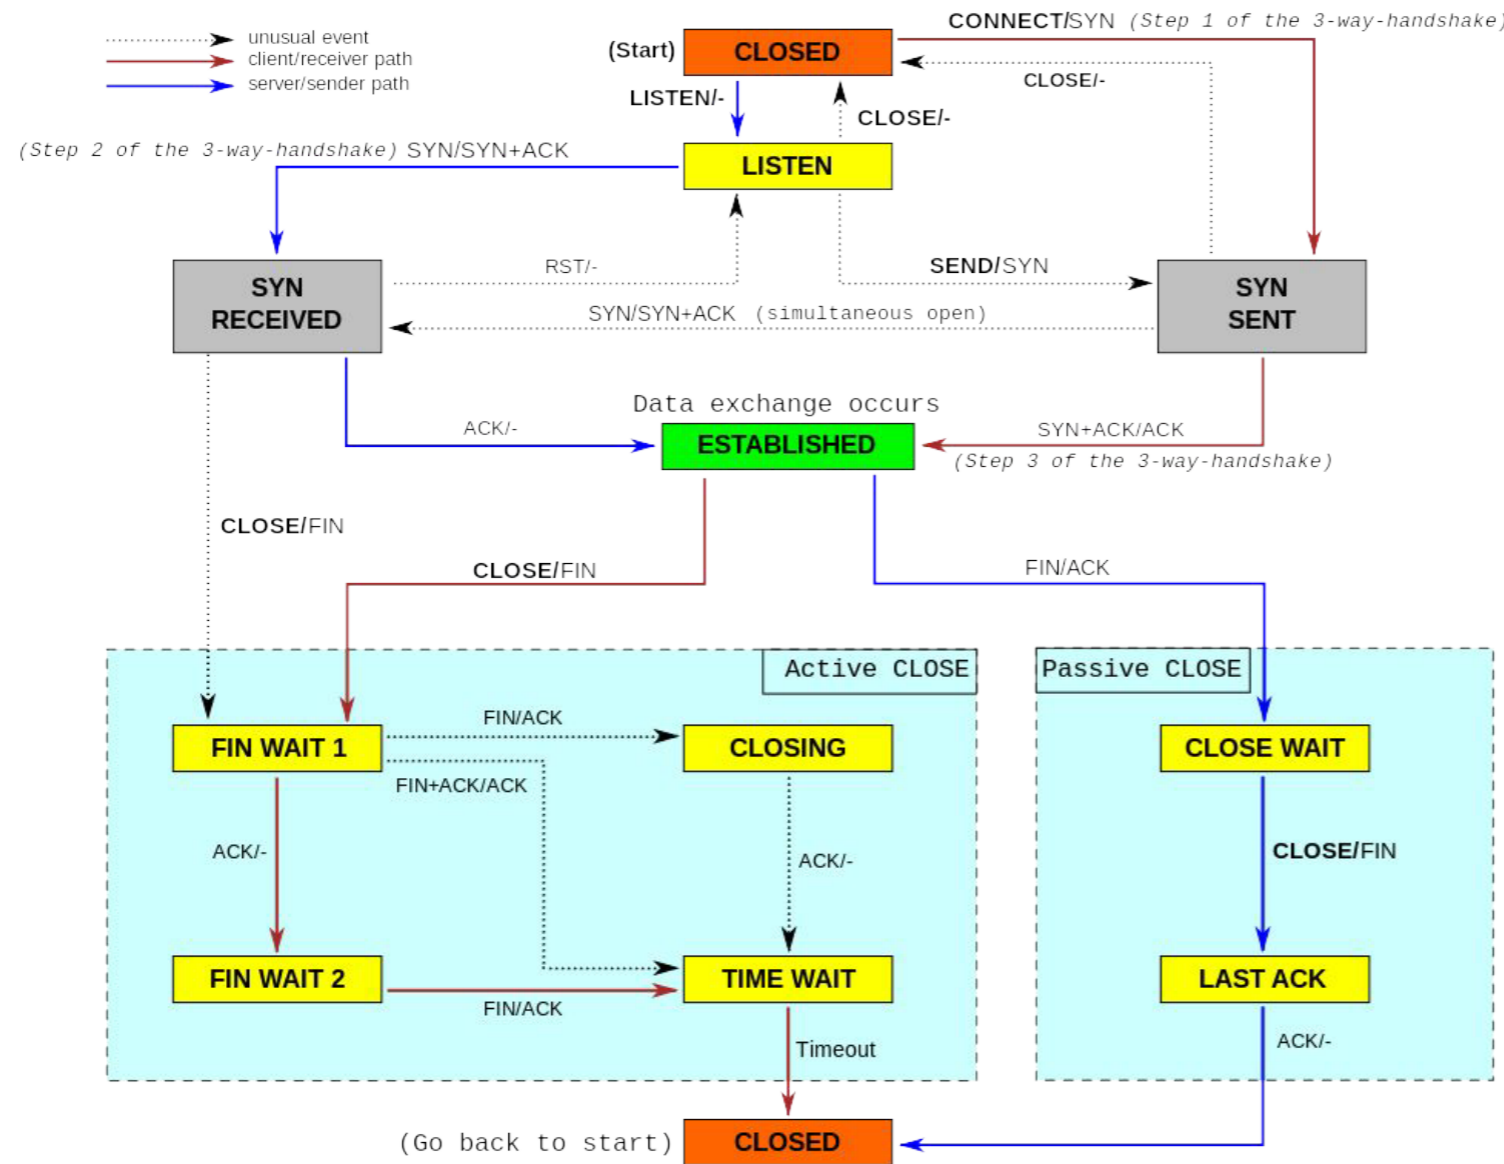 CONNECT/SYN (Step 1 of the 3-way-handshake)
unusual event
client/receiver path
server/sender path
(Start)
CLOSED
CLOSE/-
LISTEN/-
CLOSE/-
(Step 2 of the 3-way-handshake) SYN/SYN+ACK
LISTEN
RST/-
SEND/SYN
SYN
RECEIVED
SYN
SENT
SYN/SYN+ACK (simultaneous open)
Data exchange occurs
ACK/-
ESTABLISHED
SYN+ACK/ACK
(Step 3 of the 3-way-handshake)
CLOSE/FIN
CLOSE/FIN
FIN/ACK
Active CLOSE
Passive CLOSE
FIN WAIT 1
FIN/ACK
CLOSING
CLOSE WAIT
FIN+ACK/ACK
ACK/-
ACK/-
CLOSE/FIN
FIN WAIT 2
TIME WAIT
LAST ACK
FIN/ACK
Timeout
ACK/-
(Go back to start)
CLOSED